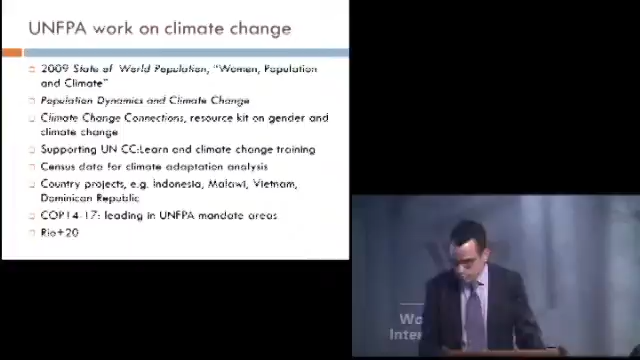 UNFPA work on climate change
2009 State of World Population, "Women, Population
and Climate"
Population Dynamics and Climate Change
Climate Change Connections, resource kit on gender and
climate change
Supporting UN CC:Learn and climate change training
Census data for climate adaptation analysis
Country projects, e.g. Indonesia, Malawi, Vietnam,
Dominican Republic
COP14-17: leading in UNFPA mandate areas
Rio+20